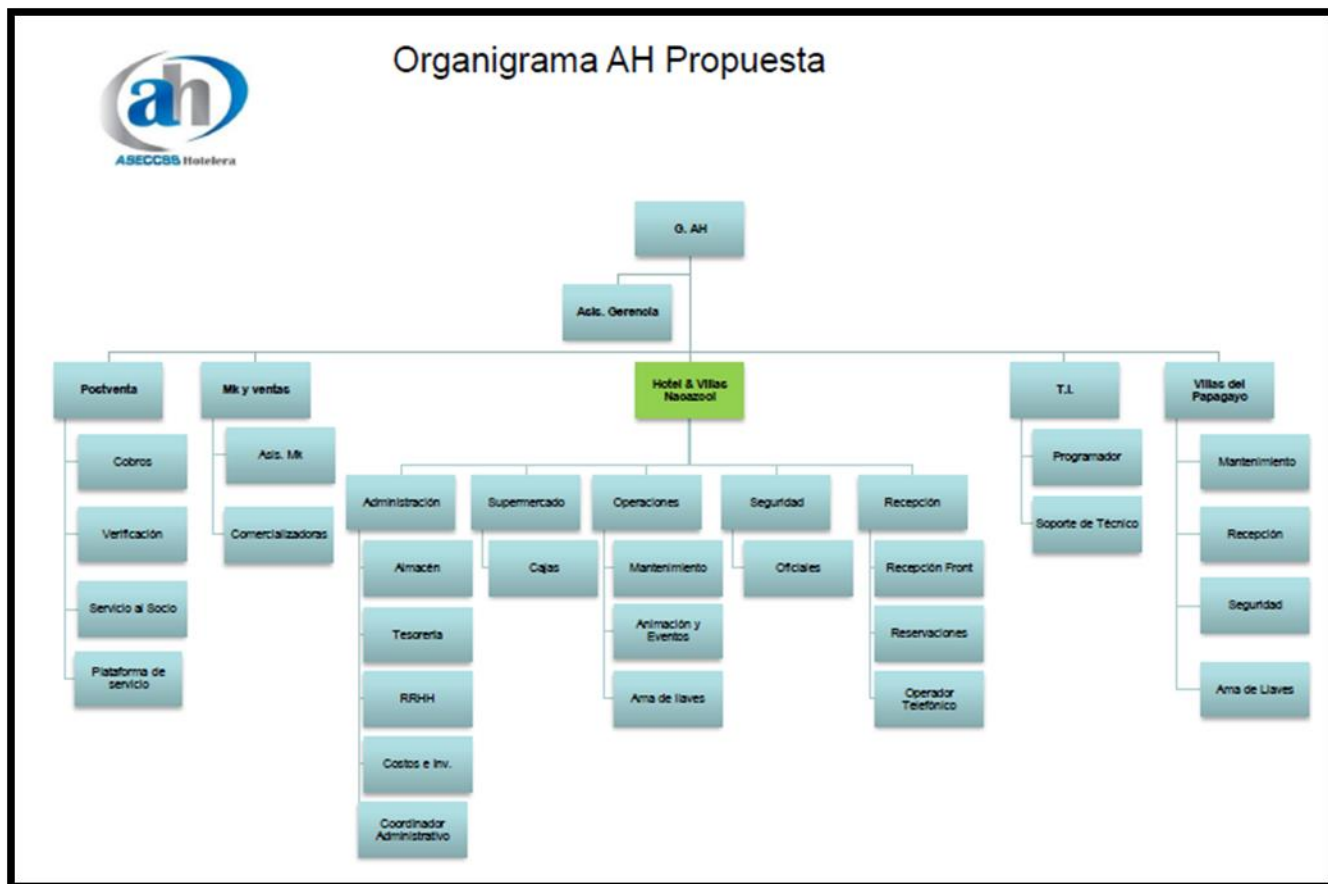 Organigrama AH Propuesta
ah
ASECCSS Hotelera
G. AH
Asis. Gerencia
Postventa
Mk y ventas
Hotel & Villas
Nacazcol
T.I.
Villas del
Papagayo
Cobros
Verificación
Servicio al Socio
Plataforma de
servicio
Asis. Mk
Comercializadoras
Administración
Almacén
Tesorería
RRHH
Costos e Inv.
Coordinador
Administrativo
Supermercado
Cajas
Operaciones
Mantenimiento
Animación y
Eventos
Ama de llaves
Seguridad
Oficiales
Recepción
Recepción Front
Reservaciones
Operador
Telefónico
Programador
Soporte de Técnico
Mantenimiento
Recepción
Seguridad
Ama de Llaves